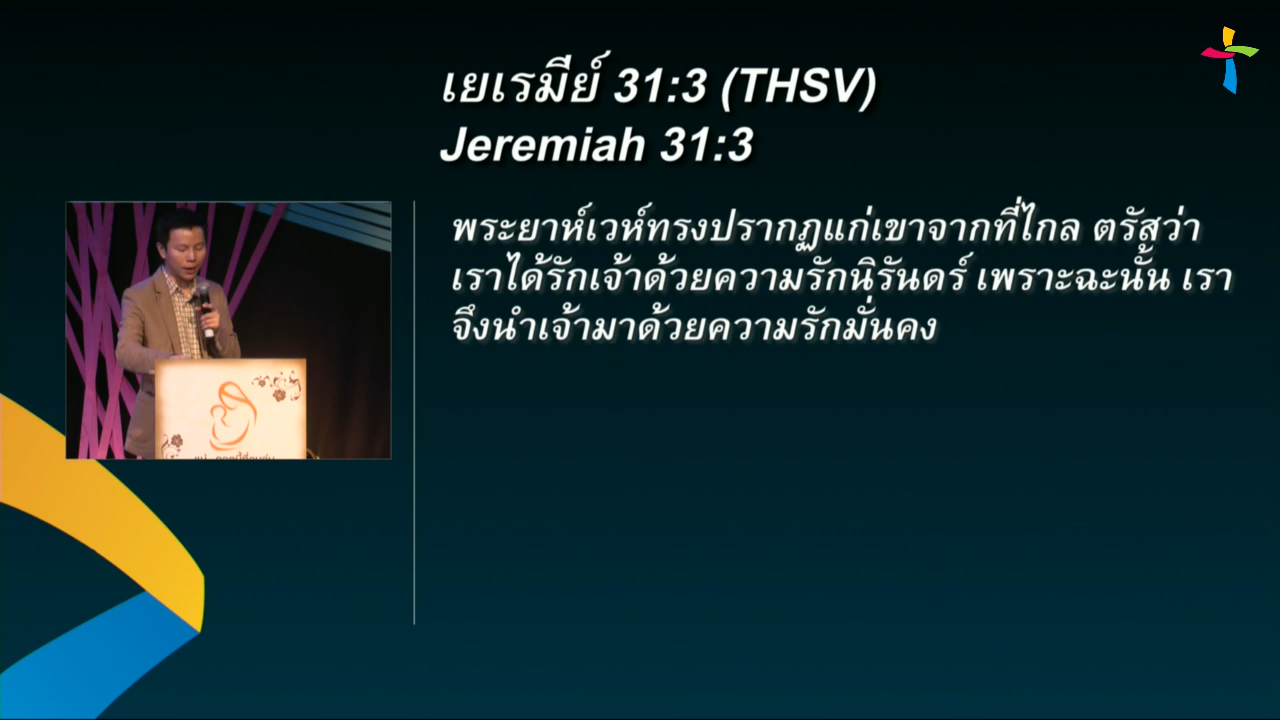 เยเรมีย์ 31:3 (THSV)
Jeremiah 31:3
พระยาห์เวห์ทรงปรากฏแก่เขาจากที่ไกล ตรัสว่า
เราได้รักเจ้าด้วยความรักนิรันดร์ เพราะฉะนั้น เรา
จึงนำเจ้ามาด้วยความรักมั่นคง